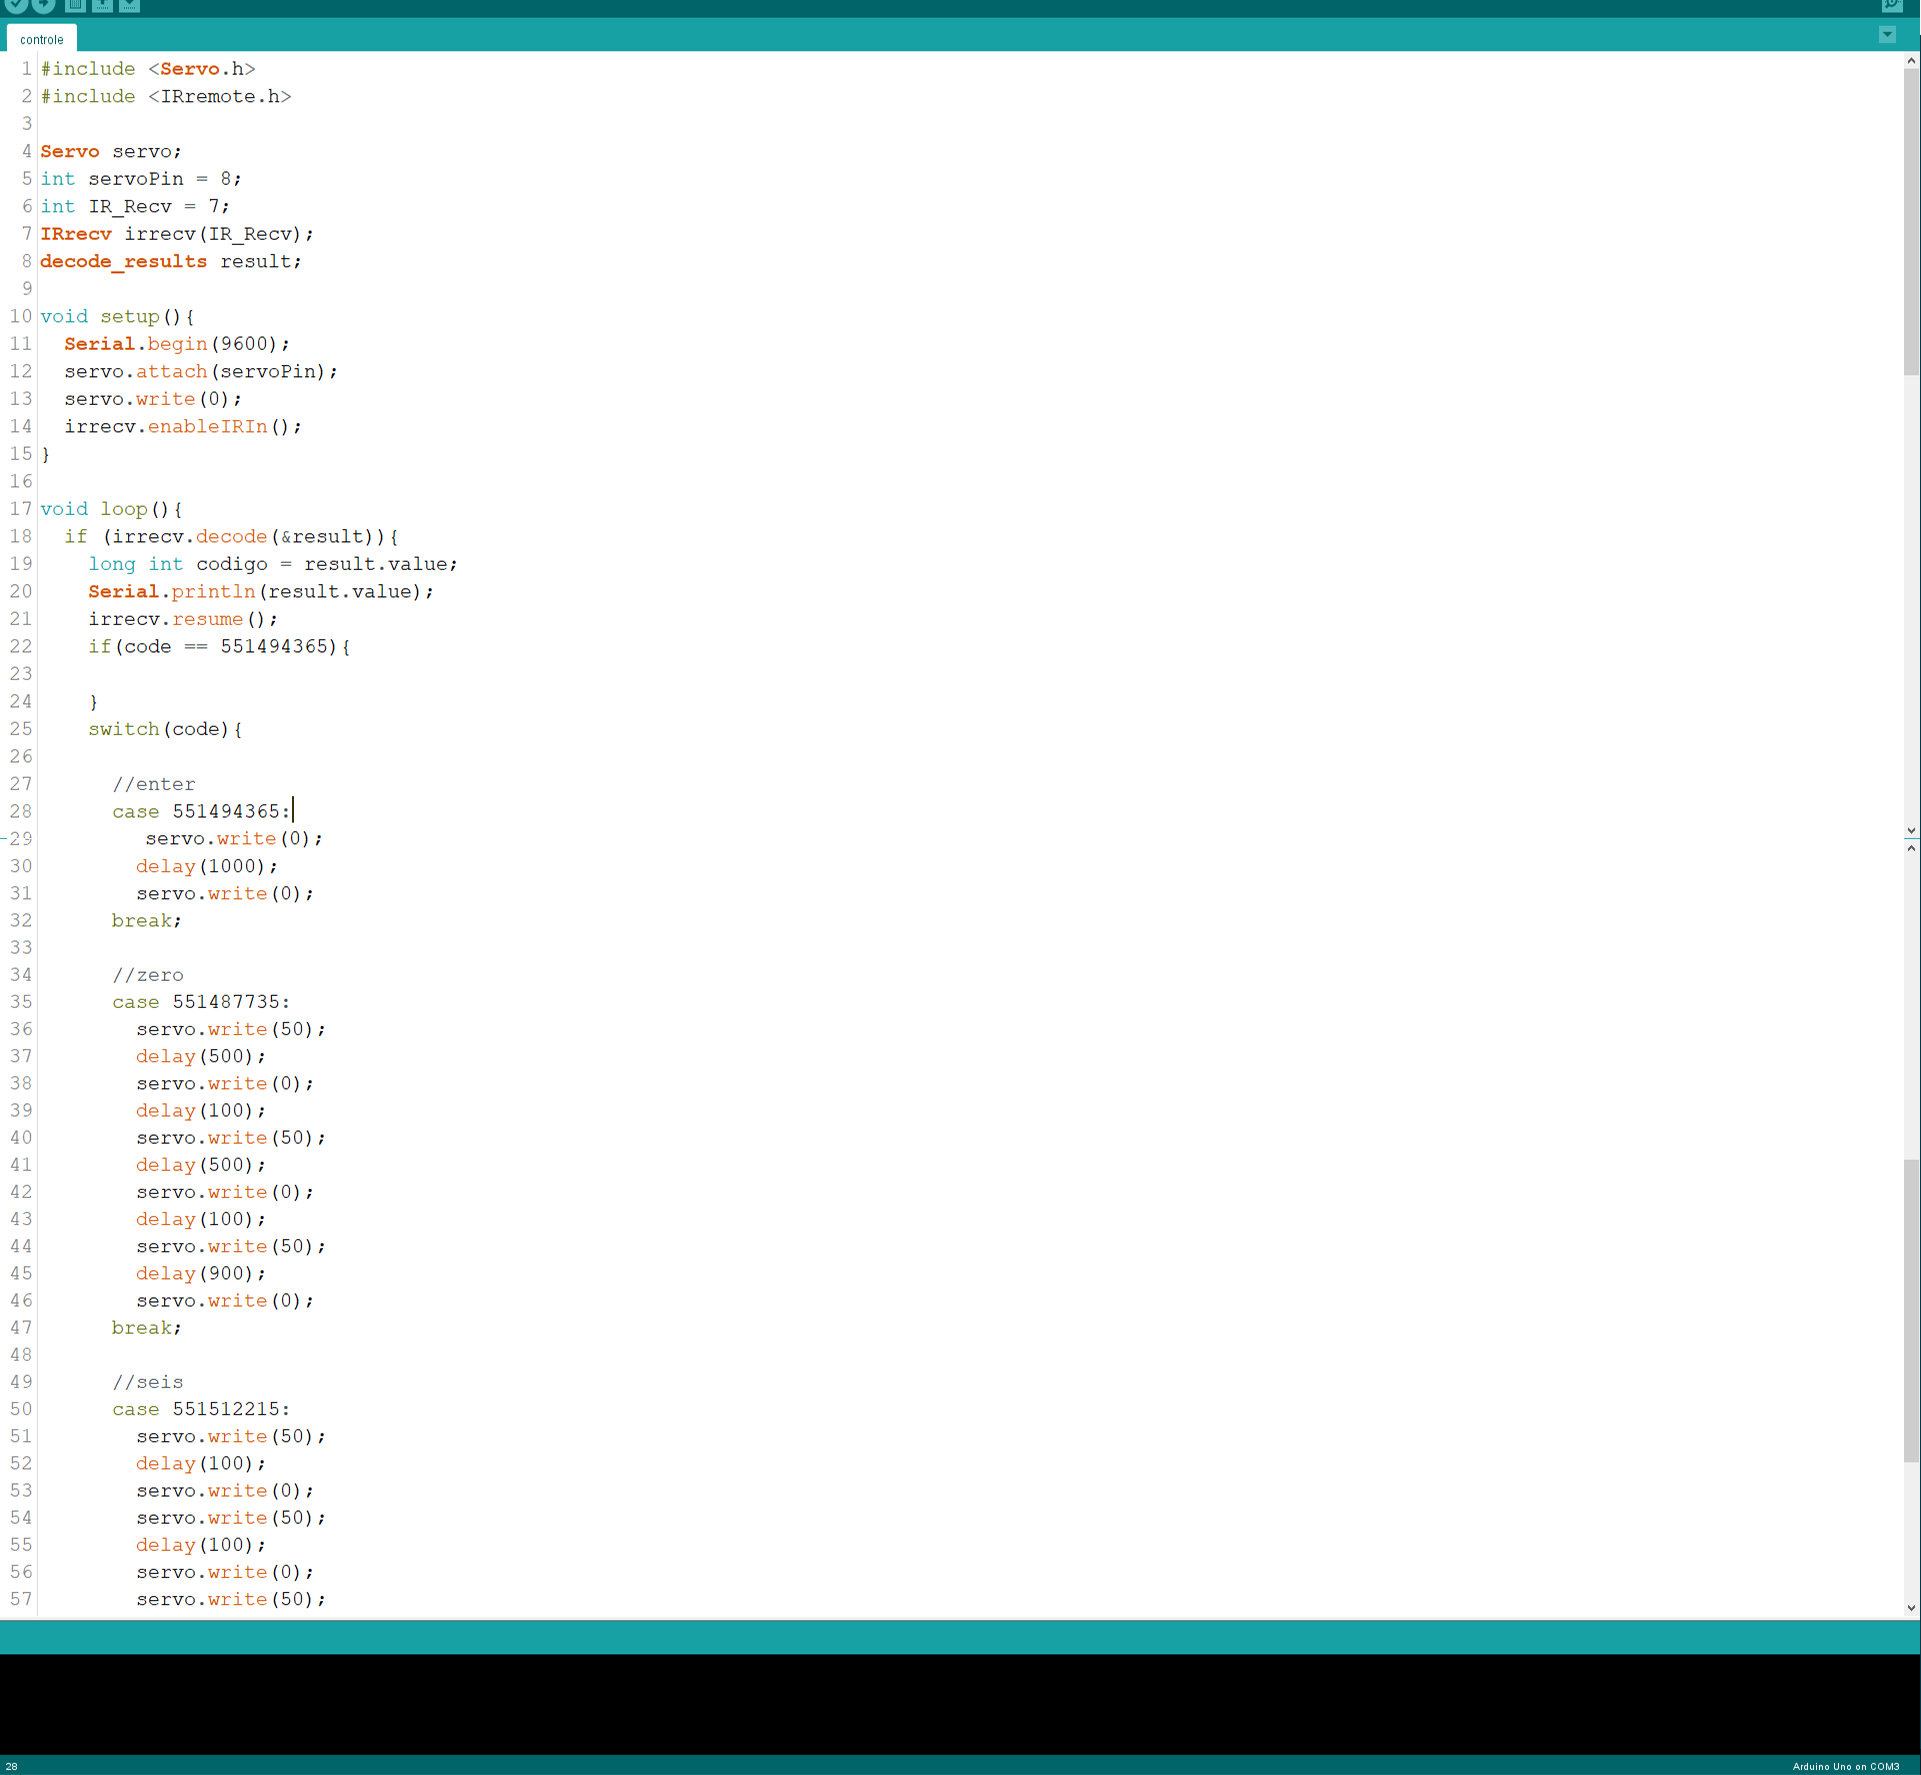 controle
1 #include <Servo.h>
2 #include <IRremote.h>
3
4 Servo servo;
5 int servoPin = 8;
6 int IR_Recv = 7;
7 IRrecv irrecv(IR_Recv);
8 decode_results result;
9
10 void setup(){
11   Serial.begin(9600);
12   servo.attach(servoPin);
13   servo.write(0);
14   irrecv.enableIRIn();
15 }
16
17 void loop(){
18   if (irrecv.decode(&result)){
19     long int codigo = result.value;
20     Serial.println(result.value);
21     irrecv.resume();
22     if(code == 551494365){
23
24     }
25     switch(code){
26
27       //enter
28       case 551494365:
29          servo.write(0);
30         delay(1000);
31         servo.write(0);
32       break;
33
34       //zero
35       case 551487735:
36         servo.write(50);
37         delay(500);
38         servo.write(0);
39         delay(100);
40         servo.write(50);
41         delay(500);
42         servo.write(0);
43         delay(100);
44         servo.write(50);
45         delay(900);
46         servo.write(0);
47       break;
48
49       //seis
50       case 551512215:
51         servo.write(50);
52         delay(100);
53         servo.write(0);
54         servo.write(50);
55         delay(100);
56         servo.write(0);
57         servo.write(50);
28
Arduino Uno on COM3